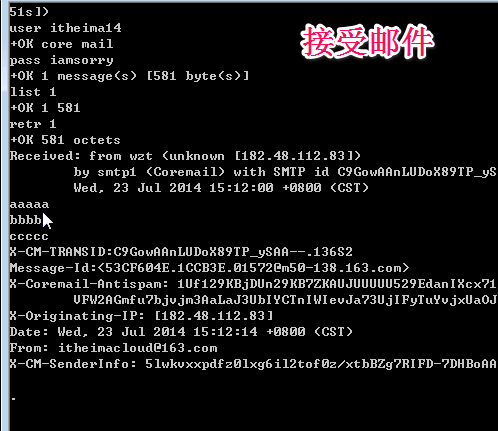 51s]>
user itheima14
+OK core mail
pass iamsorry
+OK 1 message(s) [581 byte(s)]
list 1
+OK 1 581
retr 1
+OK 581 octets
Received: from wzt (unknown [182.48.112.83])
by smtp1 (Coremail) with SMTP id C9GowAAnLUDoX89TP_ySAA
Wed, 23 Jul 2014 15:12:00 +0800 (CST)
aaaaa
bbbb
ccccc
X-CM-TRANSID:C9GowAAnLUDoX89TP_ySAA--.136S2
Message-Id:<53CF604E.1CCB3E.01572@m50-138.163.com>
X-Coremail-Antispam: 1Uf129KBjDUn29KB7ZKAUJUUUUU529EdanIXcx71
VFW2AGmfu7bjvjm3AaLaJ3UbIYCTnIWIevJa73UjIFyTuYvjxUaOJ
X-Originating-IP: [182.48.112.83]
Date: Wed, 23 Jul 2014 15:12:14 +0800 (CST)
From: itheimacloud@163.com
X-CM-SenderInfo: 5lwkvxxpdfz0lxg6il2tof0z/xtbBZg7RIFD-7DHBoAA
.
接受邮件